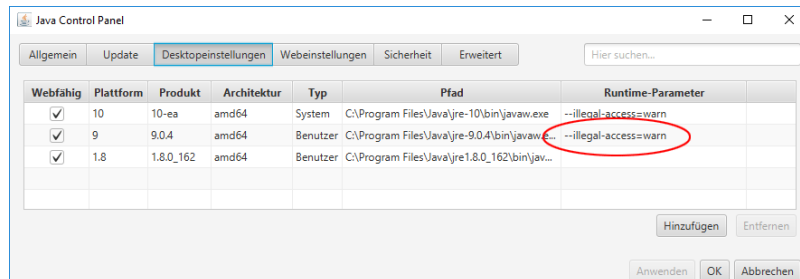 Java Control Panel
Allgemein Update Desktopeinstellungen Webeinstellungen Sicherheit Erweitert Hier suchen...
Webfähig Plattform Produkt Architektur Typ Pfad Runtime-Parameter
10 10-ea amd64 System C:\Program Files\Java\jre-10\bin\javaw.exe --illegal-access=warn
9 9.0.4 amd64 Benutzer C:\Program Files\Java\jre-9.0.4\bin\javaw.e... --illegal-access=warn
1.8 1.8.0_162 amd64 Benutzer C:\Program Files\Java\jre1.8.0_162\bin\jav...
Hinzufügen Entfernen
Anwenden OK Abbrechen